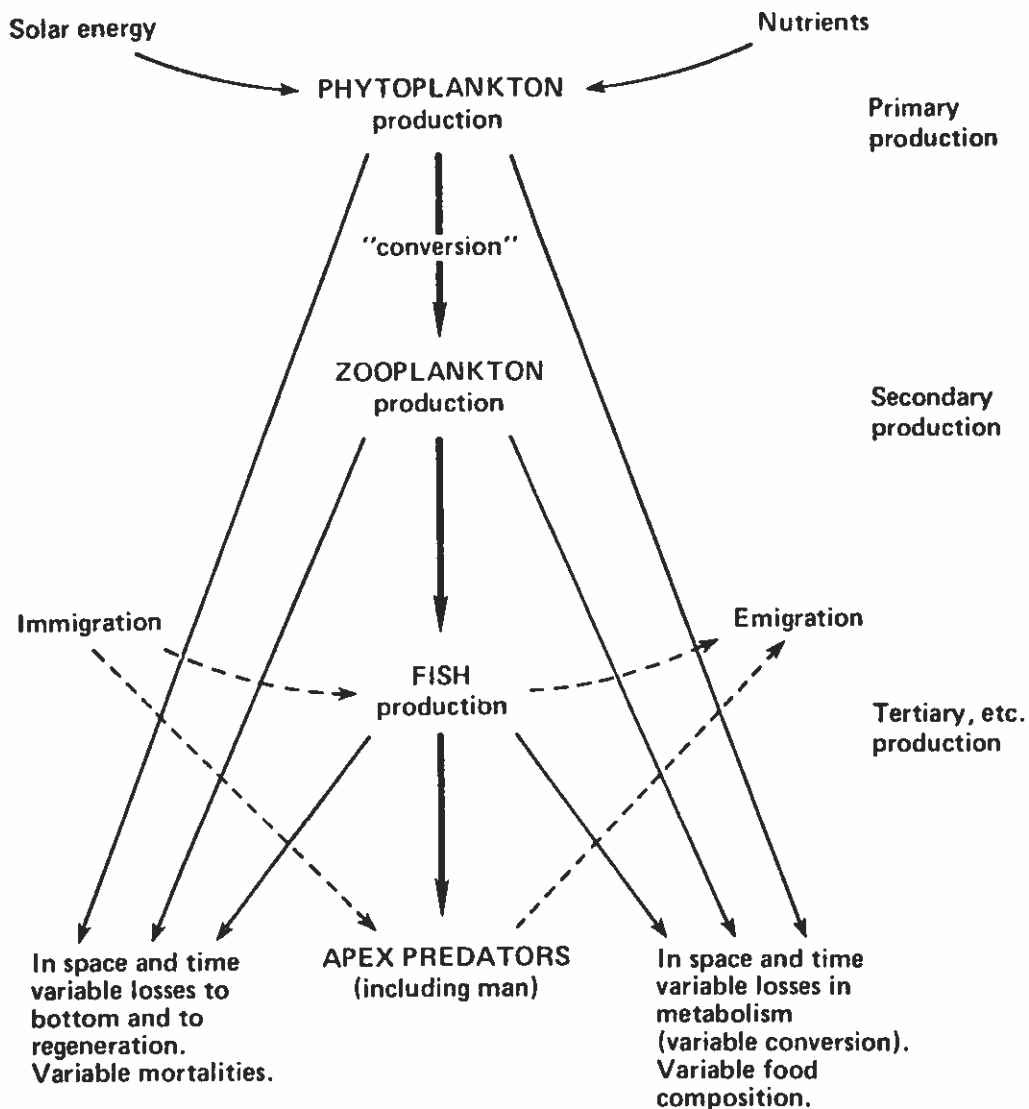 Solar energy
Nutrients
PHYTOPLANKTON
production
Primary
production
"conversion"
ZOOPLANKTON
production
Secondary
production
Immigration
Emigration
FISH
production
Tertiary, etc.
production
In space and time
variable losses to
bottom and to
regeneration.
Variable mortalities.
APEX PREDATORS
(including man)
In space and time
variable losses in
metabolism
(variable conversion).
Variable food
composition.